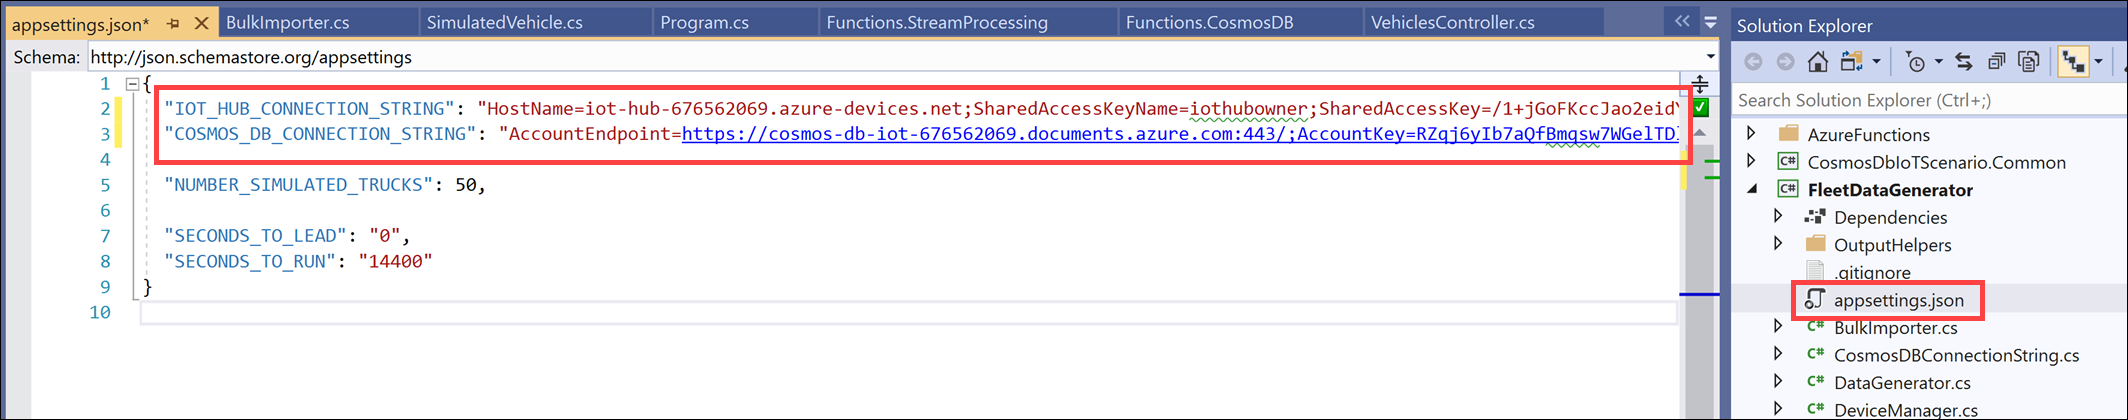 appsettings.json* BulkImporter.cs SimulatedVehicle.cs Program.cs Functions.StreamProcessing Functions.CosmosDB VehiclesController.cs
Schema: http://json.schemastore.org/appsettings
1 {
2 "IOT_HUB_CONNECTION_STRING": "HostName=iot-hub-676562069.azure-devices.net;SharedAccessKeyName=iothubowner;SharedAccessKey=/1+jGoFKccJao2eidY
3 "COSMOS_DB_CONNECTION_STRING": "AccountEndpoint=https://cosmos-db-iot-676562069.documents.azure.com:443/;AccountKey=RZqj6yIb7aQfBmqsw7WGelTDl
4
5 "NUMBER_SIMULATED_TRUCKS": 50,
6
7 "SECONDS_TO_LEAD": "0",
8 "SECONDS_TO_RUN": "14400"
9 }
10
Solution Explorer
Search Solution Explorer (Ctrl+;)
AzureFunctions
C# CosmosDbIoTScenario.Common
C# FleetDataGenerator
Dependencies
OutputHelpers
.gitignore
appsettings.json
C# BulkImporter.cs
C# CosmosDBConnectionString.cs
C# DataGenerator.cs
C# DeviceManager.cs